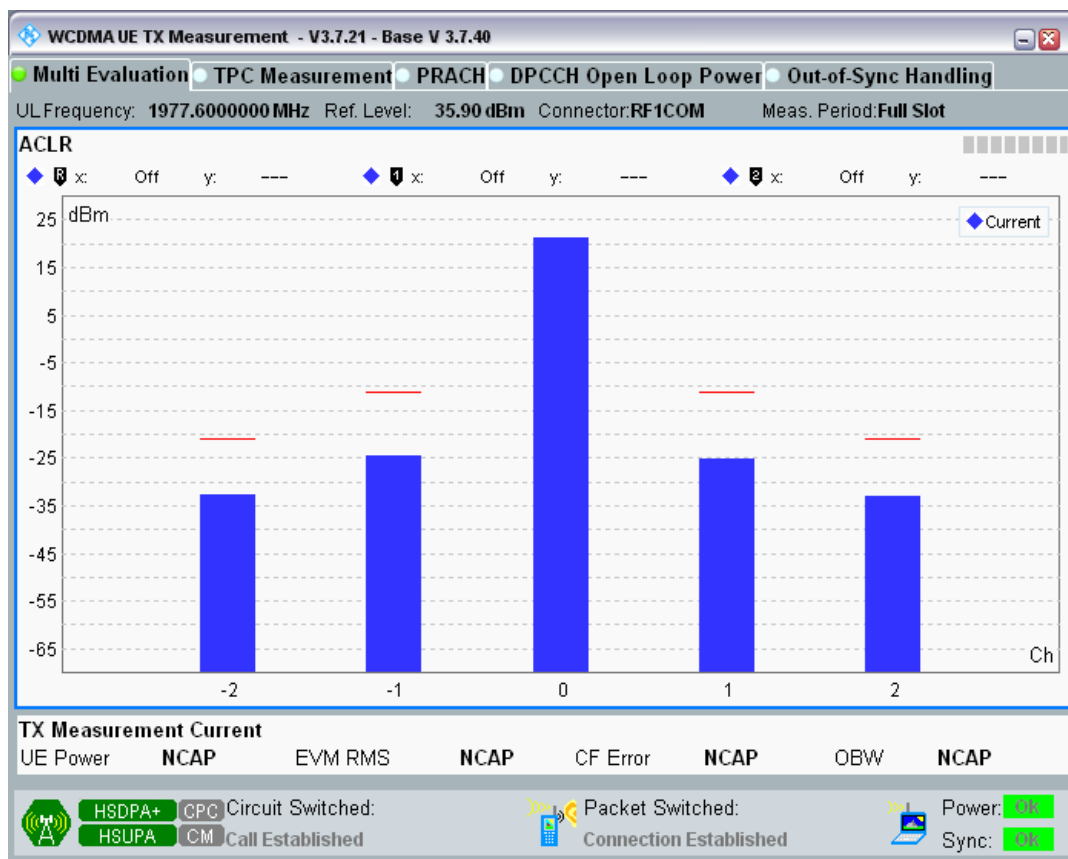 WCDMA UE TX Measurement - V3.7.21 - Base V 3.7.40
Multi Evaluation TPC Measurement PRACH DPCCH Open Loop Power Out-of-Sync Handling
UL Frequency: 1977.6000000 MHz Ref. Level: 35.90 dBm Connector:RF1COM Meas. Period:Full Slot
ACLR
R x: Off y: --- 1 x: Off y: --- 2 x: Off y: ---
dBm
Current
25
15
5
-5
-15
-25
-35
-45
-55
-65
Ch
-2 -1 0 1 2
TX Measurement Current
UE Power NCAP EVM RMS NCAP CF Error NCAP OBW NCAP
HSDPA+ CPC Circuit Switched: Packet Switched: Power: Ok
HSUPA CM Call Established Connection Established Sync: Ok